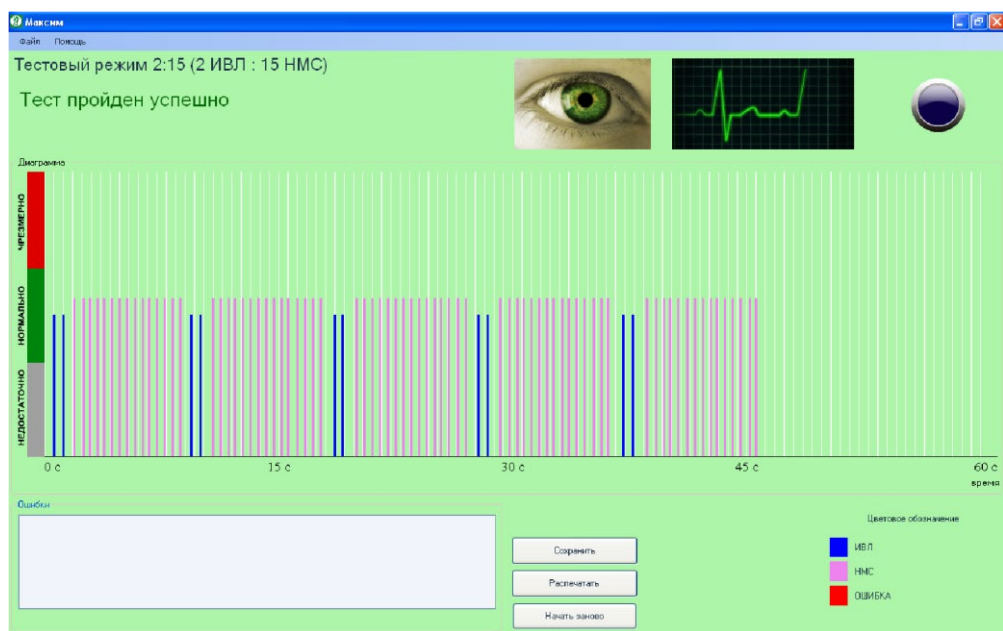 Максим
Файл Помощь
Тестовый режим 2:15 (2 ИВЛ : 15 НМС)
Тест пройден успешно
Диаграмма
ЧРЕЗМЕРНО
НОРМАЛЬНО
НЕДОСТАТОЧНО
0 с 15 с 30 с 45 с 60 с
время
Ошибки
Цветовое обозначение
Сохранить
ИВЛ
НМС
Распечатать
ОШИБКА
Начать заново